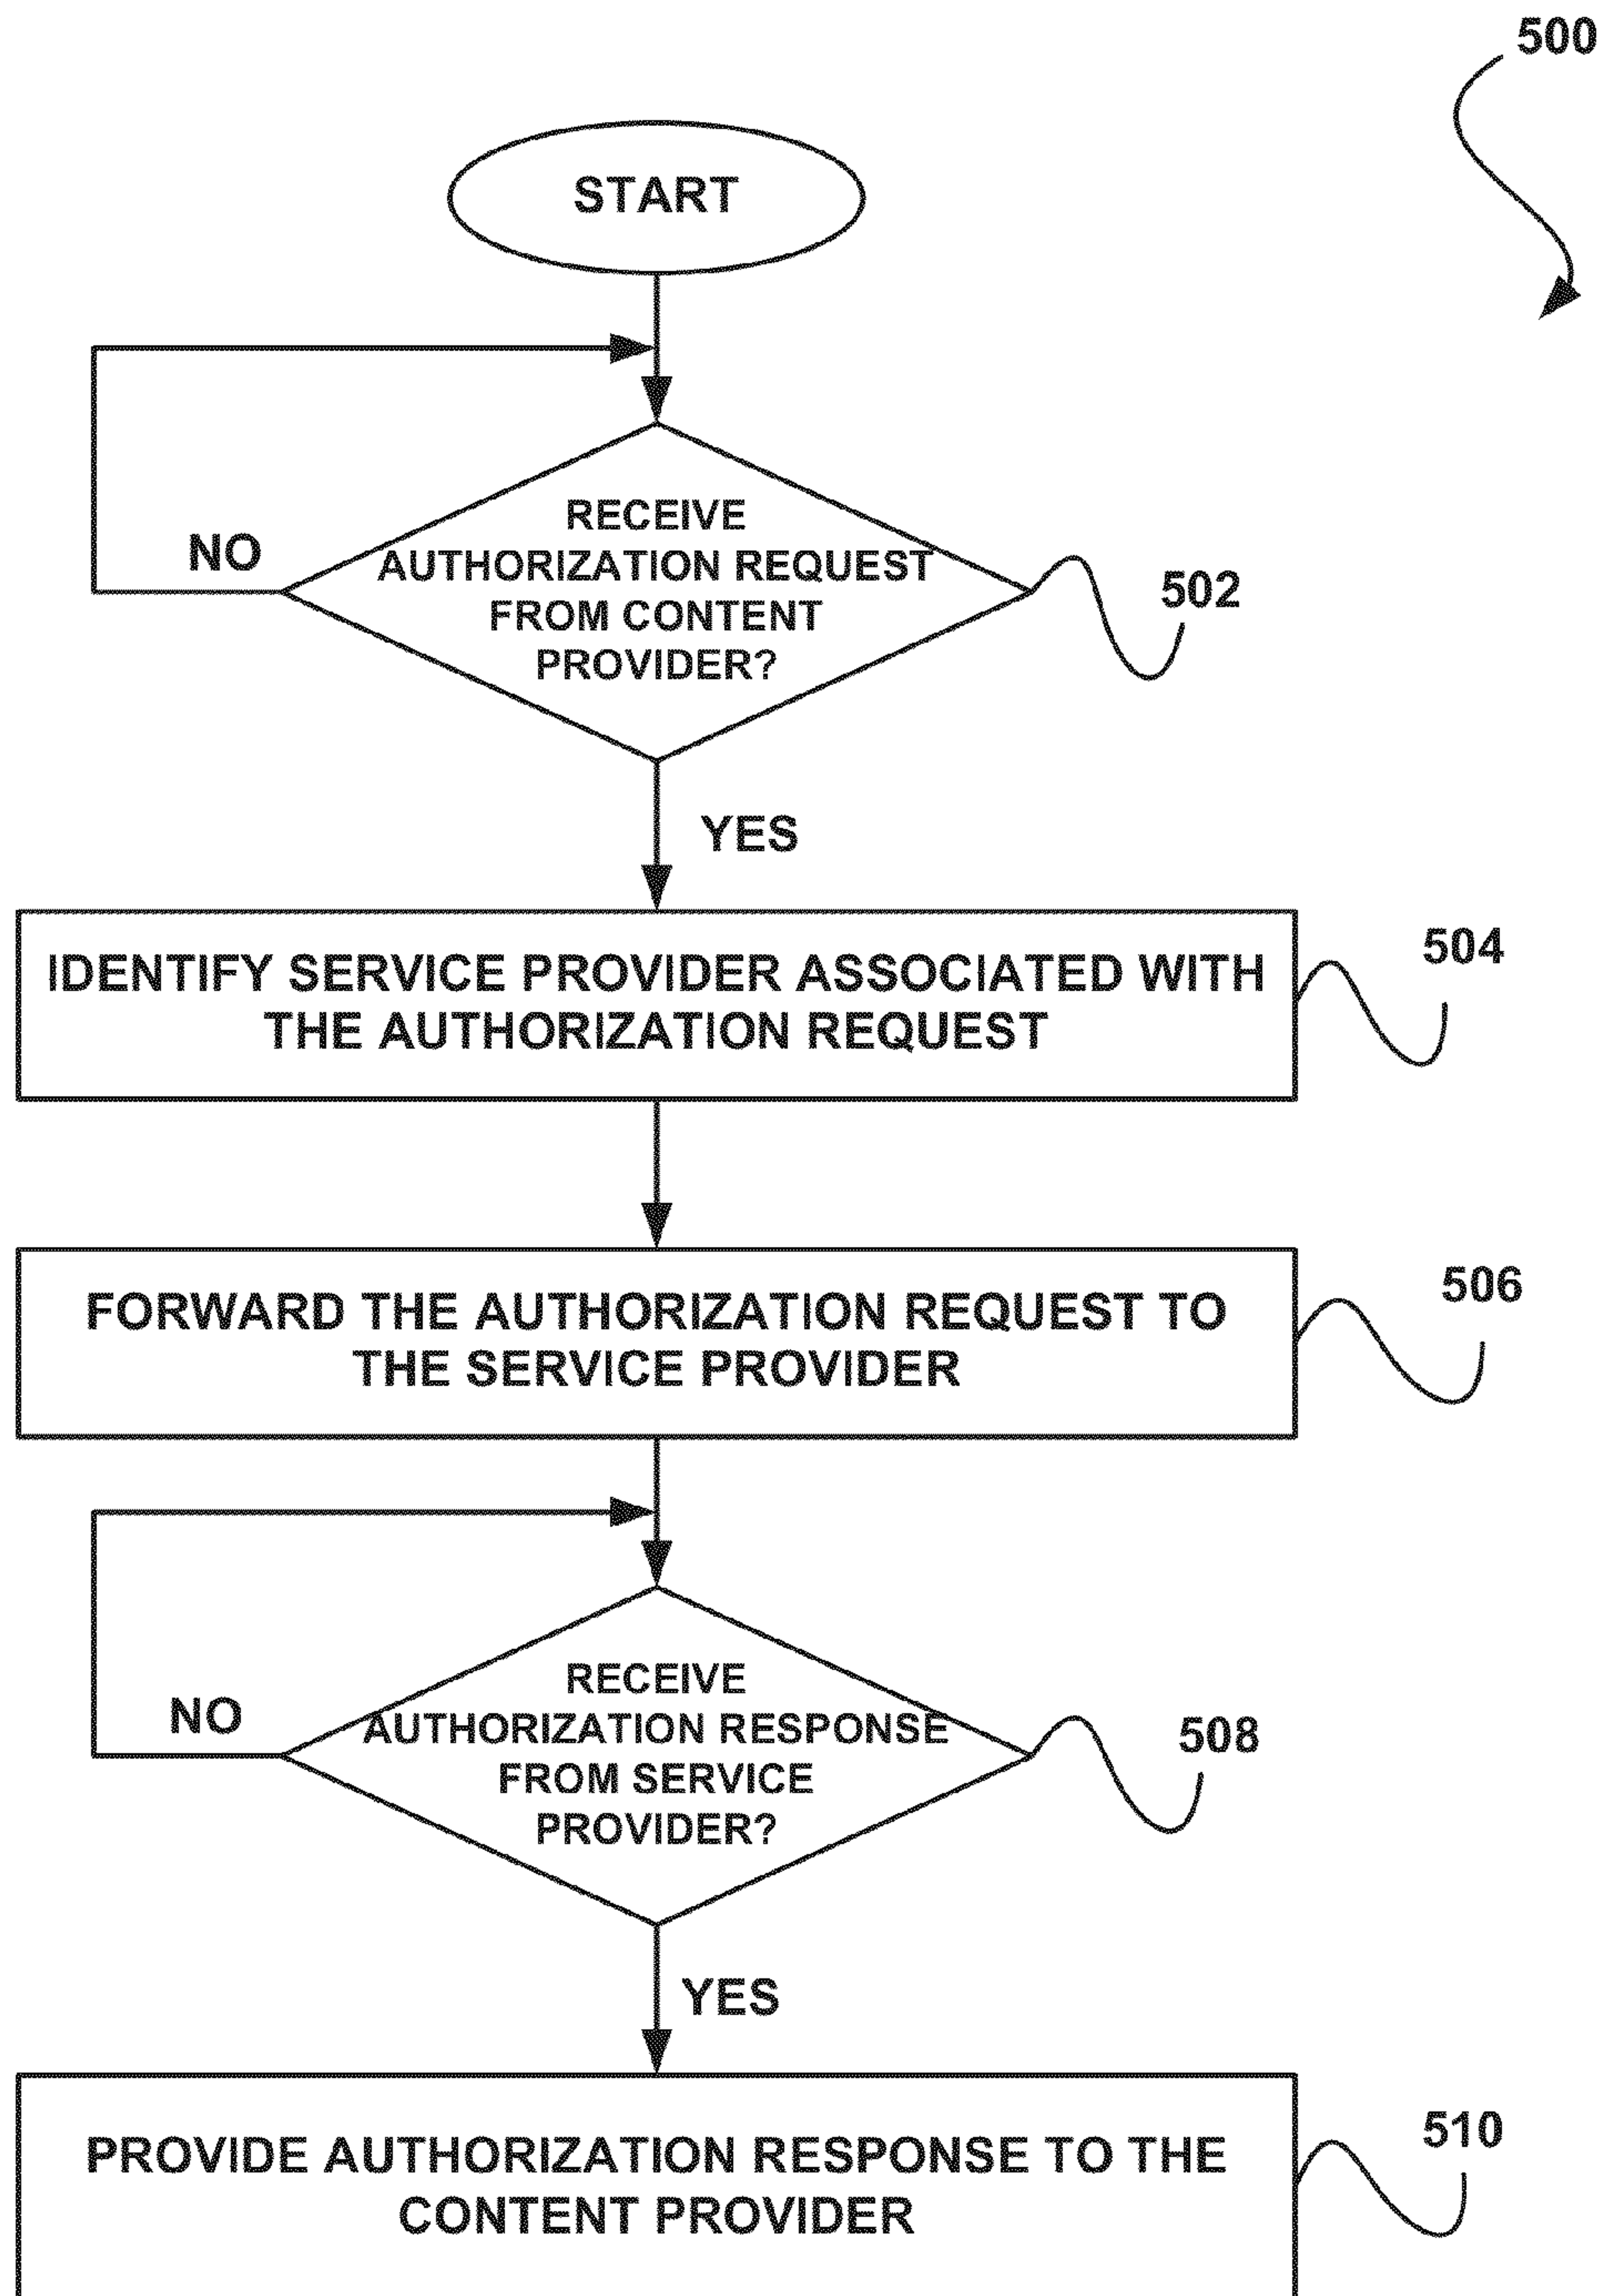 500
START
RECEIVE
AUTHORIZATION REQUEST
FROM CONTENT
PROVIDER?
NO
502
YES
IDENTIFY SERVICE PROVIDER ASSOCIATED WITH
THE AUTHORIZATION REQUEST
504
FORWARD THE AUTHORIZATION REQUEST TO
THE SERVICE PROVIDER
506
RECEIVE
AUTHORIZATION RESPONSE
FROM SERVICE
PROVIDER?
NO
508
YES
PROVIDE AUTHORIZATION RESPONSE TO THE
CONTENT PROVIDER
510